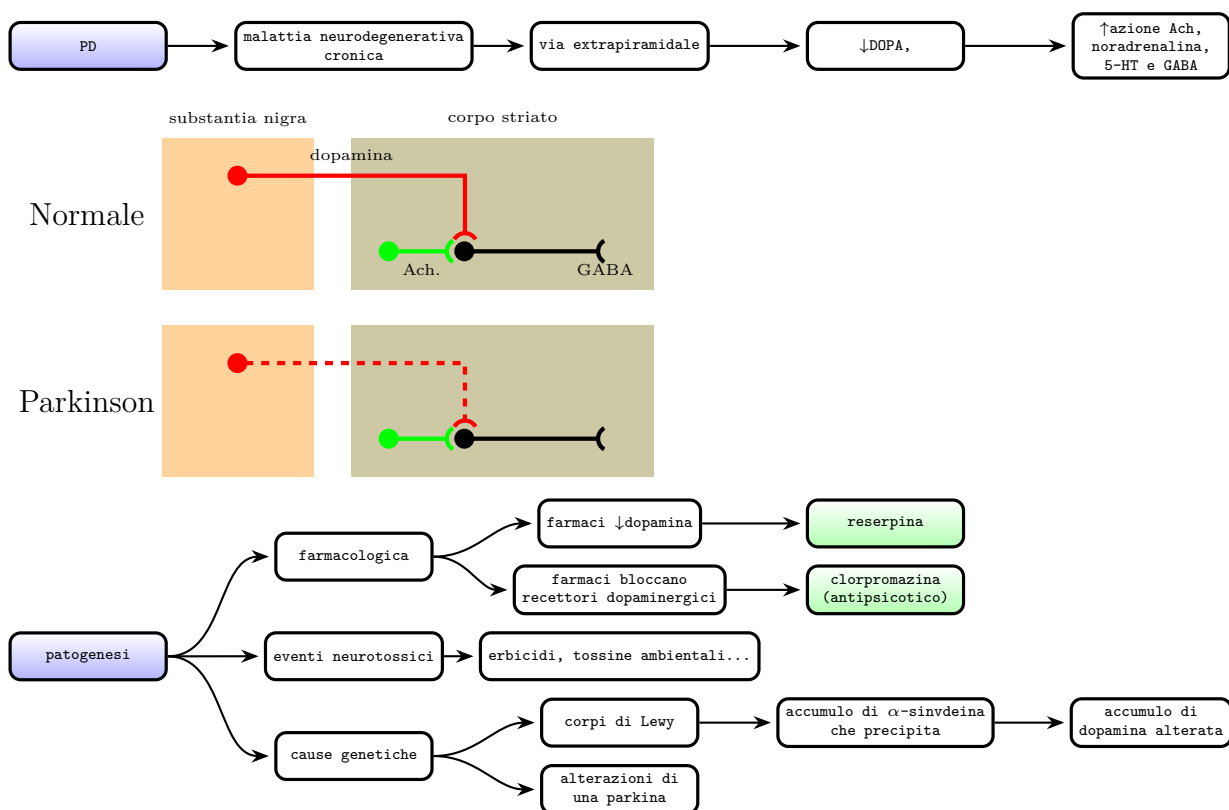 PD
malattia neurodegenerativa
cronica
via extrapiramidale
↓DOPA,
↑azione Ach,
noradrenalina,
5-HT e GABA
substantia nigra
corpo striato
dopamina
Normale
Ach.
GABA
Parkinson
farmaci ↓dopamina
reserpina
farmacologica
farmaci bloccano
recettori dopaminergici
clorpromazina
(antipsicotico)
patogenesi
eventi neurotossici
erbicidi, tossine ambientali...
corpi di Lewy
accumulo di α-sinvdeina
che precipita
accumulo di
dopamina alterata
cause genetiche
alterazioni di
una parkina